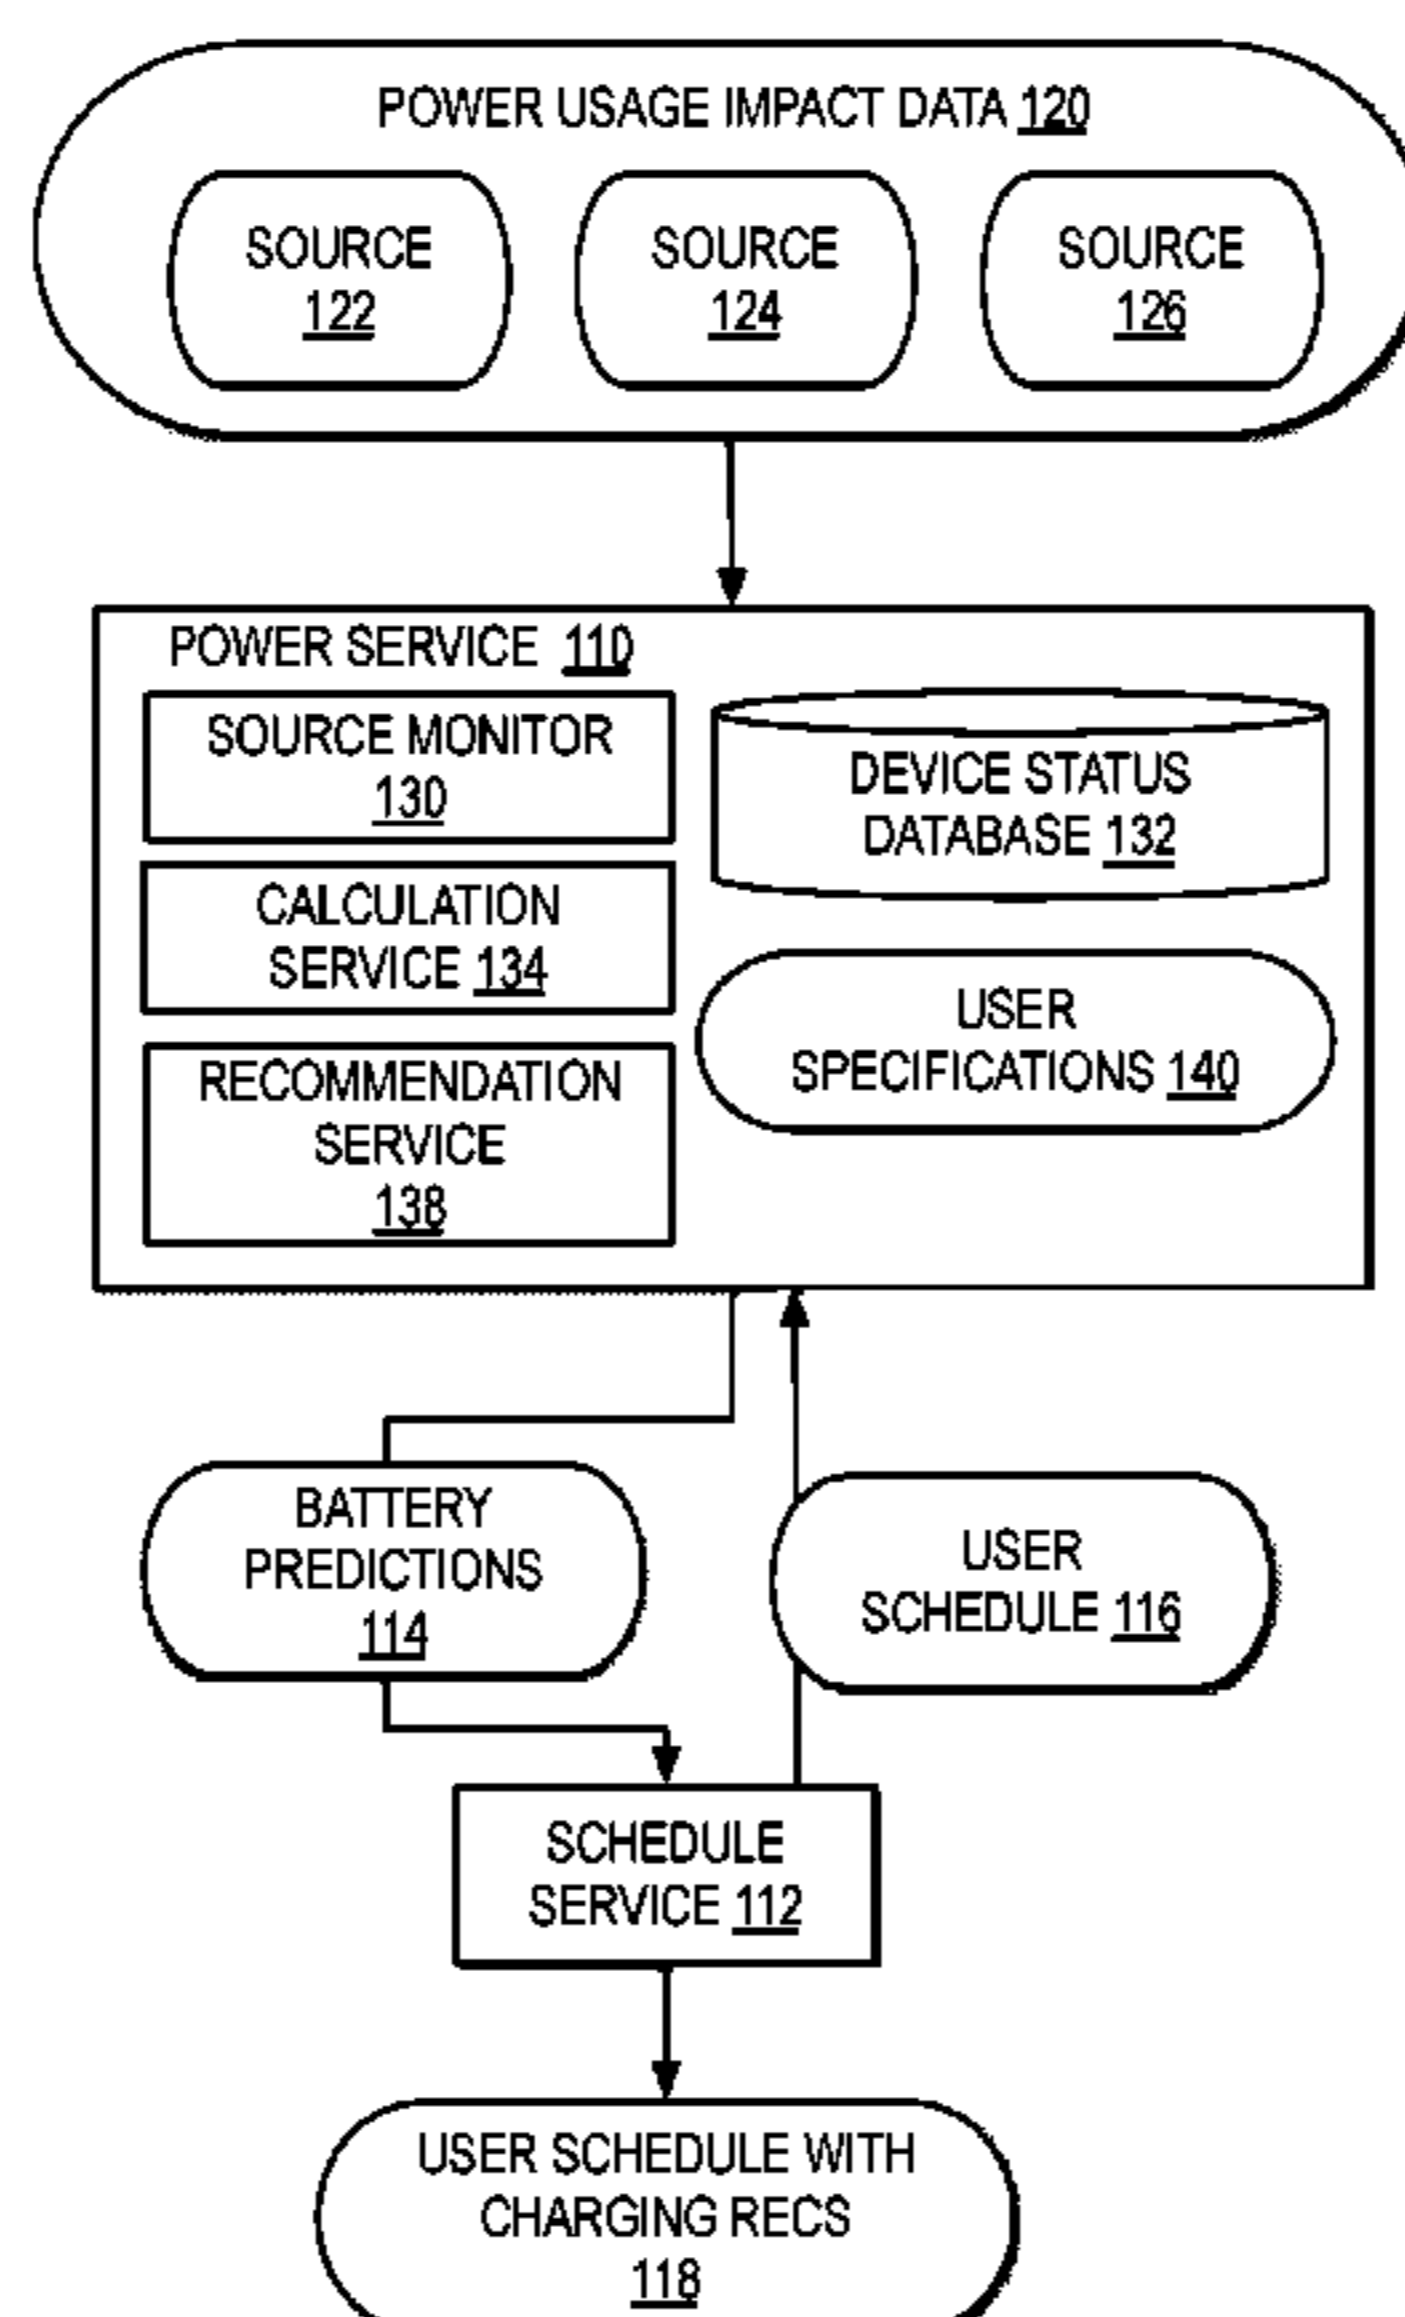 POWER USAGE IMPACT DATA 120
SOURCE
122
SOURCE
124
SOURCE
126
POWER SERVICE 110
SOURCE MONITOR
130
DEVICE STATUS
DATABASE 132
CALCULATION
SERVICE 134
USER
SPECIFICATIONS 140
RECOMMENDATION
SERVICE
138
BATTERY
PREDICTIONS
114
USER
SCHEDULE 116
SCHEDULE
SERVICE 112
USER SCHEDULE WITH
CHARGING RECS
118